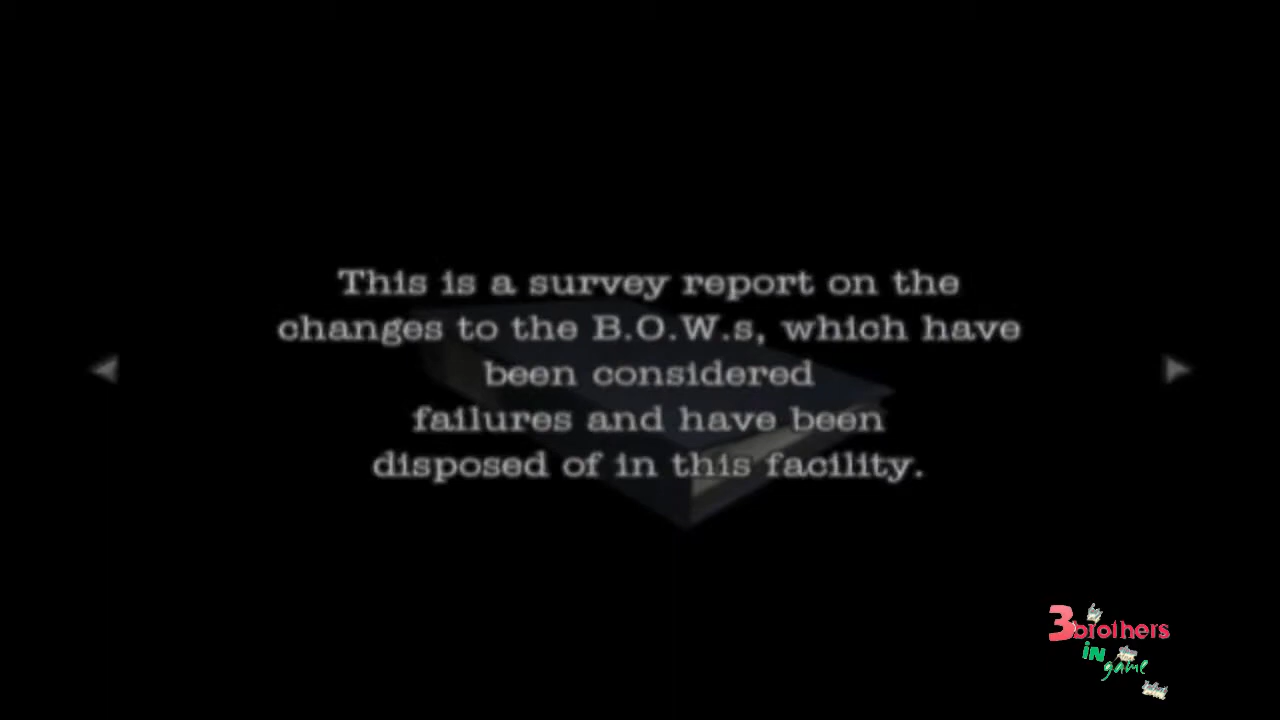 This is a survey report on the
changes to the B.O.W.s, which have
been considered
failures and have been
disposed of in this facility.
3brothers
iN
game